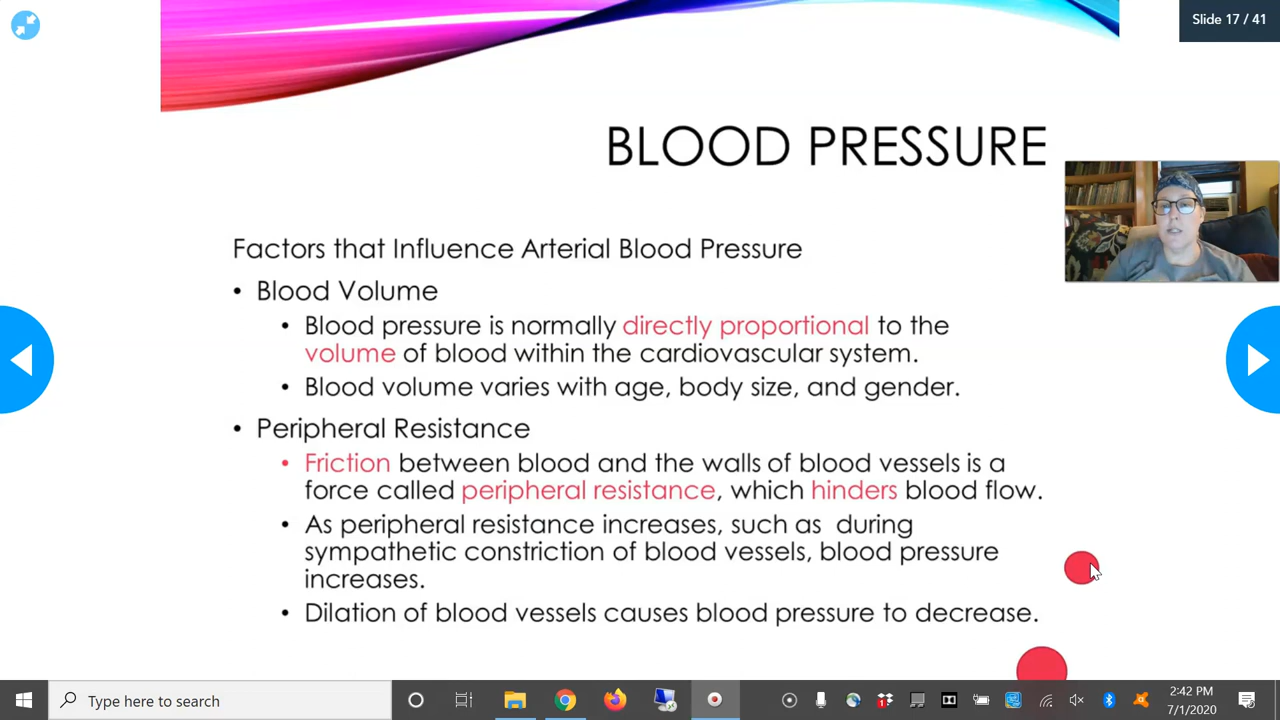 Slide 17 / 41
BLOOD PRESSURE
Factors that Influence Arterial Blood Pressure
• Blood Volume
• Blood pressure is normally directly proportional to the
volume of blood within the cardiovascular system.
• Blood volume varies with age, body size, and gender.
• Peripheral Resistance
• Friction between blood and the walls of blood vessels is a
force called peripheral resistance, which hinders blood flow.
• As peripheral resistance increases, such as during
sympathetic constriction of blood vessels, blood pressure
increases.
• Dilation of blood vessels causes blood pressure to decrease.
Type here to search
1
2:42 PM
7/1/2020